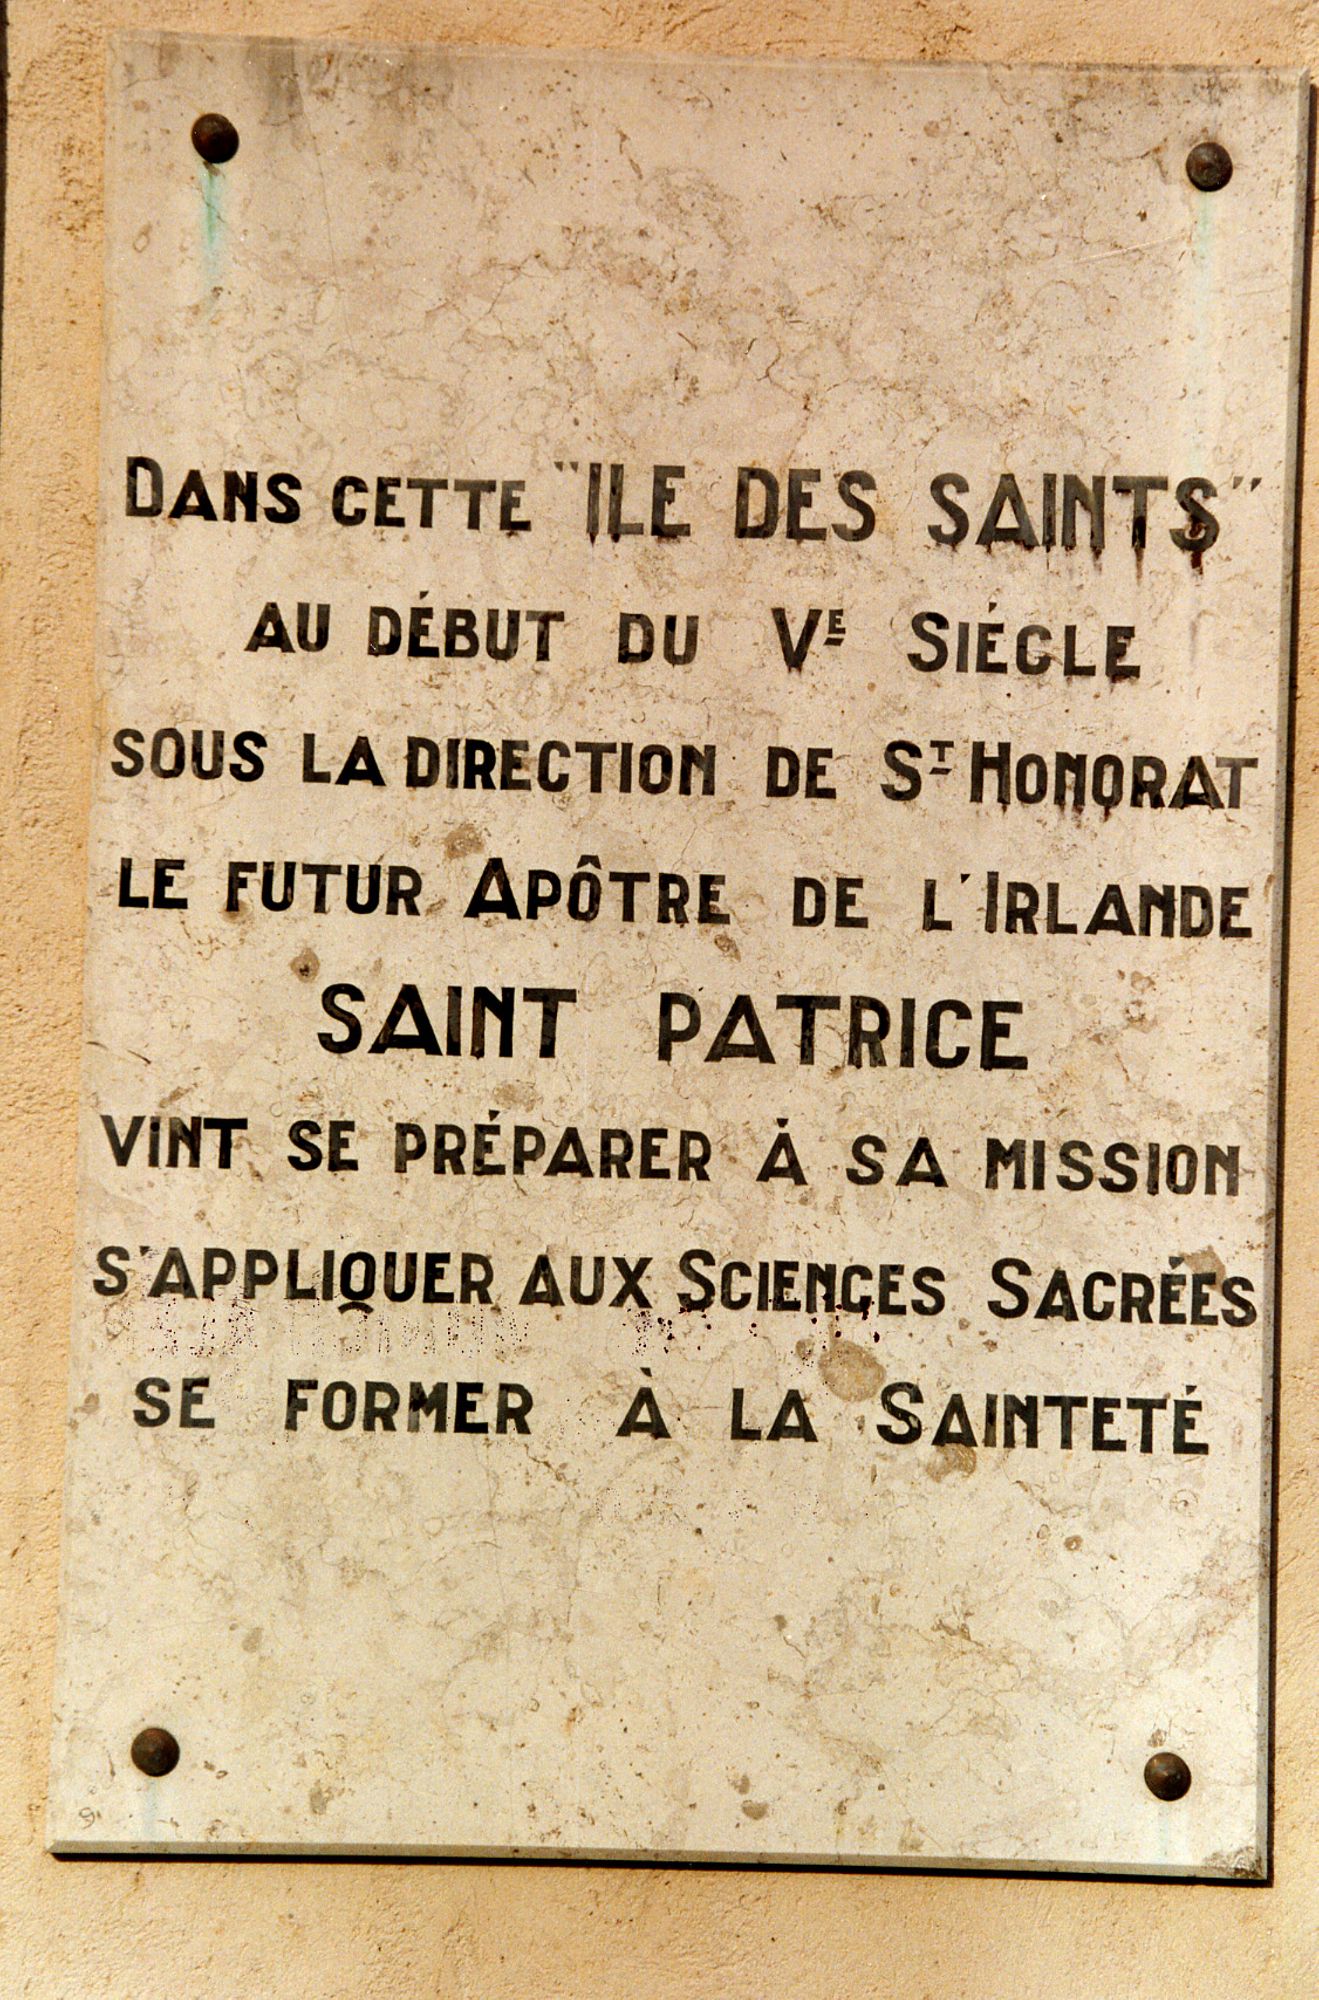 DANS CETTE "ILE DES SAINTS"
AU DÉBUT DU VE SIÉCLE
SOUS LA DIRECTION DE ST HONORAT
LE FUTUR APÔTRE DE L'IRLANDE
SAINT PATRICE
VINT SE PRÉPARER À SA MISSION
S'APPLIQUER AUX SCIENCES SACRÉES
SE FORMER À LA SAINTETÉ